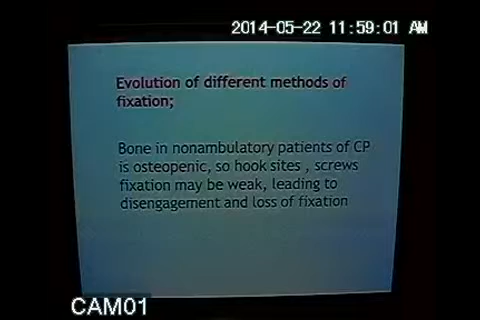 2014-05-22 11:59:01 AM
Evolution of different methods of
fixation;
Bone in nonambulatory patients of CP
is osteopenic, so hook sites , screws
fixation may be weak, leading to
disengagement and loss of fixation
CAM01